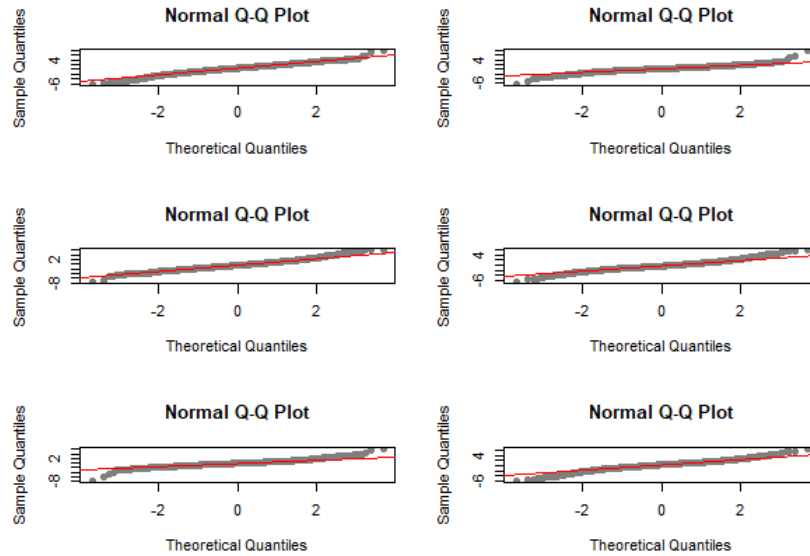 Normal Q-Q Plot
Sample Quantiles
4
-6
-2 0 2
Theoretical Quantiles
Normal Q-Q Plot
Sample Quantiles
4
-6
-2 0 2
Theoretical Quantiles
Normal Q-Q Plot
Sample Quantiles
2
-8
-2 0 2
Theoretical Quantiles
Normal Q-Q Plot
Sample Quantiles
4
-6
-2 0 2
Theoretical Quantiles
Normal Q-Q Plot
Sample Quantiles
2
-8
-2 0 2
Theoretical Quantiles
Normal Q-Q Plot
Sample Quantiles
4
-6
-2 0 2
Theoretical Quantiles